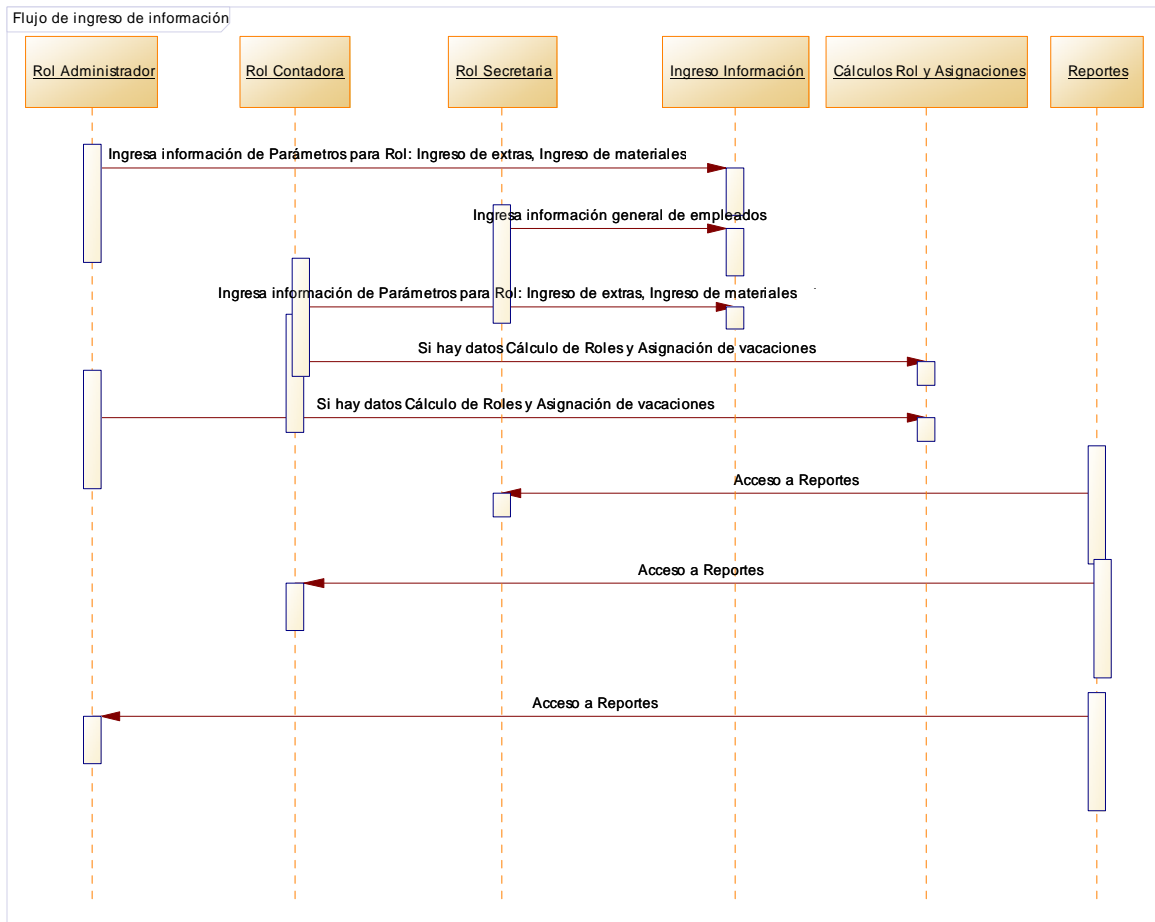 Flujo de ingreso de información
Rol Administrador
Rol Contadora
Rol Secretaria
Ingreso Información
Cálculos Rol y Asignaciones
Reportes
Ingresa información de Parámetros para Rol: Ingreso de extras, Ingreso de materiales
Ingresa información general de empleados
Ingresa información de Parámetros para Rol: Ingreso de extras, Ingreso de materiales
Si hay datos Cálculo de Roles y Asignación de vacaciones
Si hay datos Cálculo de Roles y Asignación de vacaciones
Acceso a Reportes
Acceso a Reportes
Acceso a Reportes